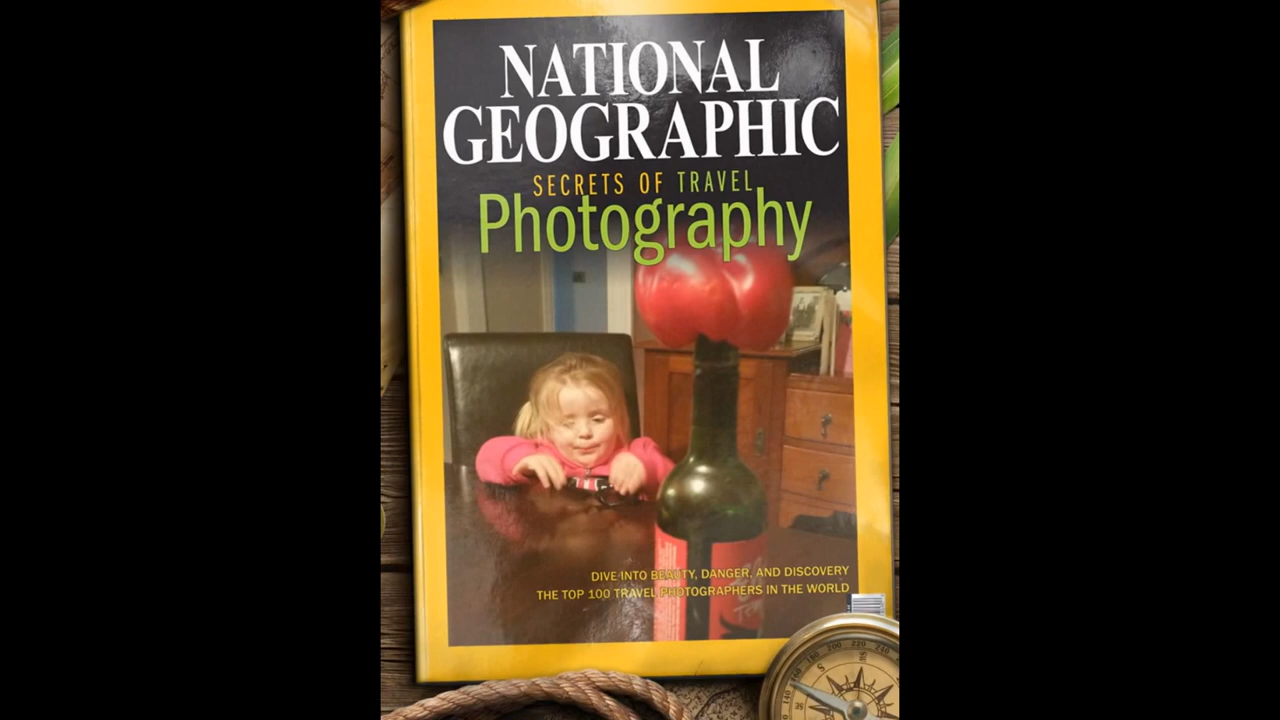 NATIONAL
GEOGRAPHIC
SECRETS OF TRAVEL
Photography
DIVE INTO BEAUTY, DANGER, AND DISCOVERY
THE TOP 100 TRAVEL PHOTOGRAPHERS IN THE WORLD